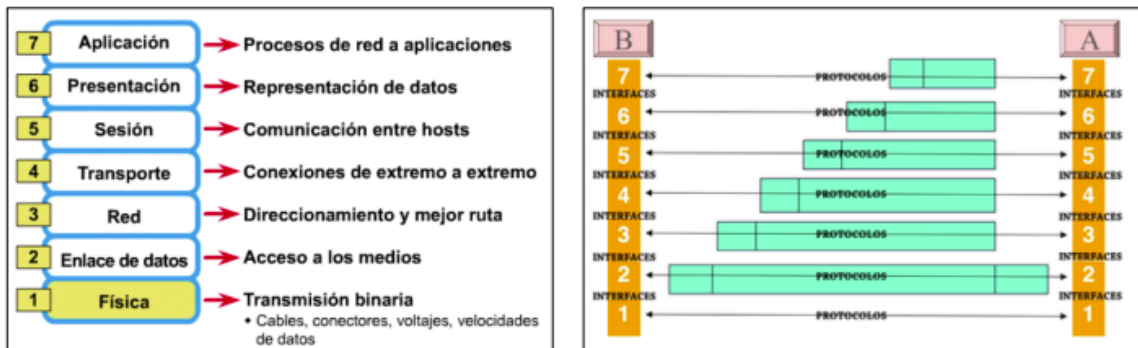 7 Aplicación Procesos de red a aplicaciones
6 Presentación Representación de datos
5 Sesión Comunicación entre hosts
4 Transporte Conexiones de extremo a extremo
3 Red Direccionamiento y mejor ruta
2 Enlace de datos Acceso a los medios
1 Física Transmisión binaria
• Cables, conectores, voltajes, velocidades
de datos
B A
7 PROTOCOLOS 7
INTERFACES INTERFACES
6 PROTOCOLOS 6
INTERFACES INTERFACES
5 PROTOCOLOS 5
INTERFACES INTERFACES
4 PROTOCOLOS 4
INTERFACES INTERFACES
3 PROTOCOLOS 3
INTERFACES INTERFACES
2 PROTOCOLOS 2
INTERFACES INTERFACES
1 PROTOCOLOS 1